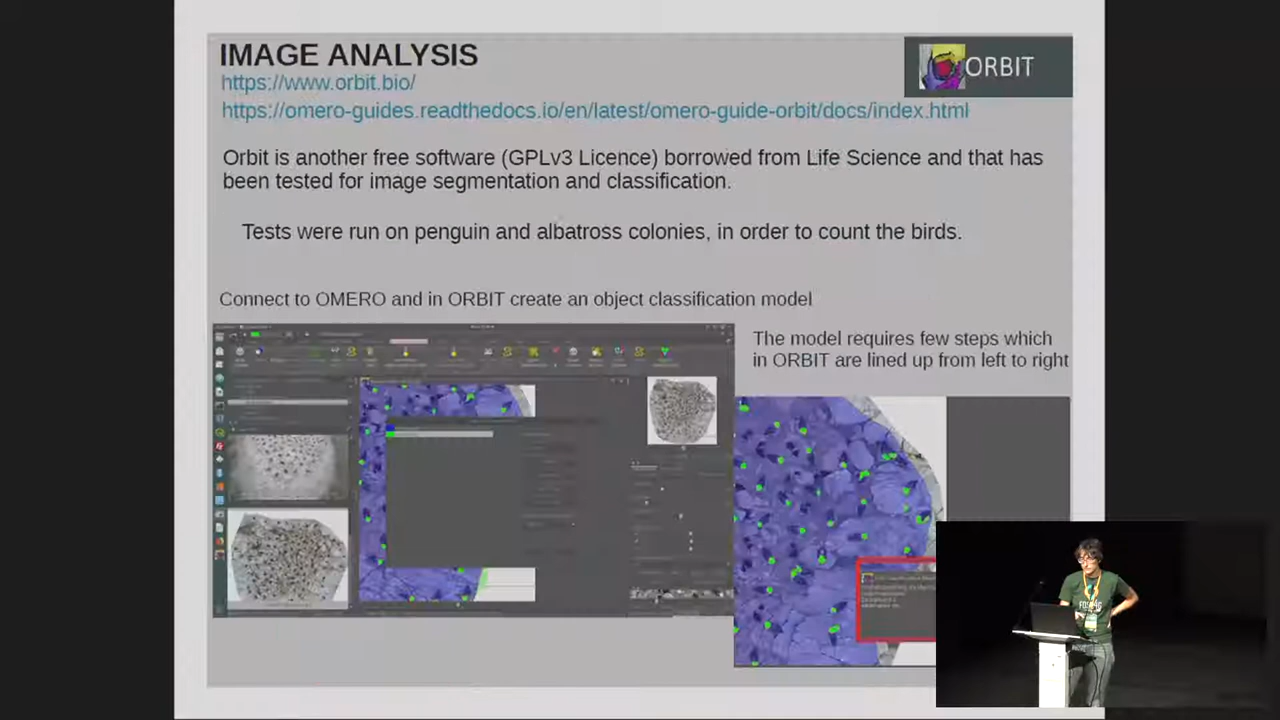 IMAGE ANALYSIS
ORBIT
https://www.orbit.bio/
https://omero-guides.readthedocs.io/en/latest/omero-guide-orbit/docs/index.html
Orbit is another free software (GPLv3 Licence) borrowed from Life Science and that has
been tested for image segmentation and classification.
Tests were run on penguin and albatross colonies, in order to count the birds.
Connect to OMERO and in ORBIT create an object classification model
The model requires few steps which
in ORBIT are lined up from left to right